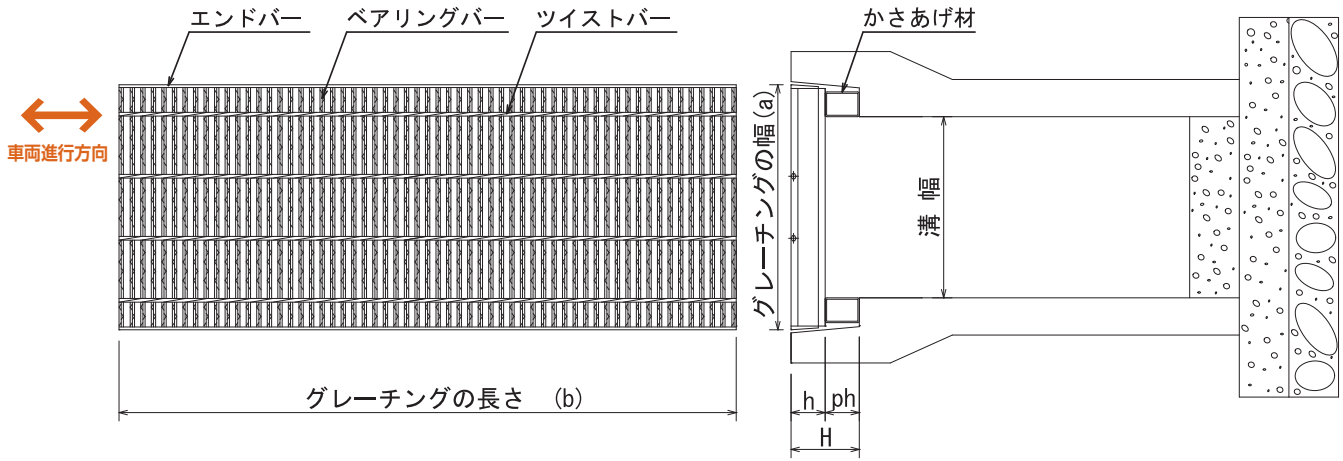 エンドバー
ベアリングバー
ツイストバー
かさあげ材
車両進行方向
グレーチングの幅(a)
溝 幅
グレーチングの長さ (b)
h
ph
H